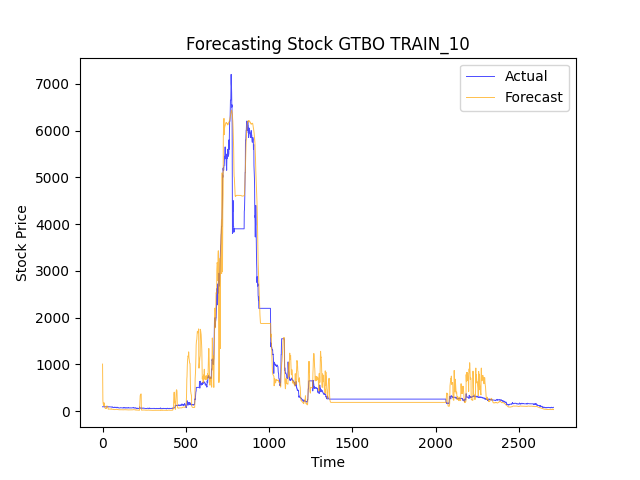 Forecasting Stock GTBO TRAIN_10
Actual
Forecast
7000
6000
5000
4000
3000
2000
1000
0
Stock Price
0 500 1000 1500 2000 2500
Time